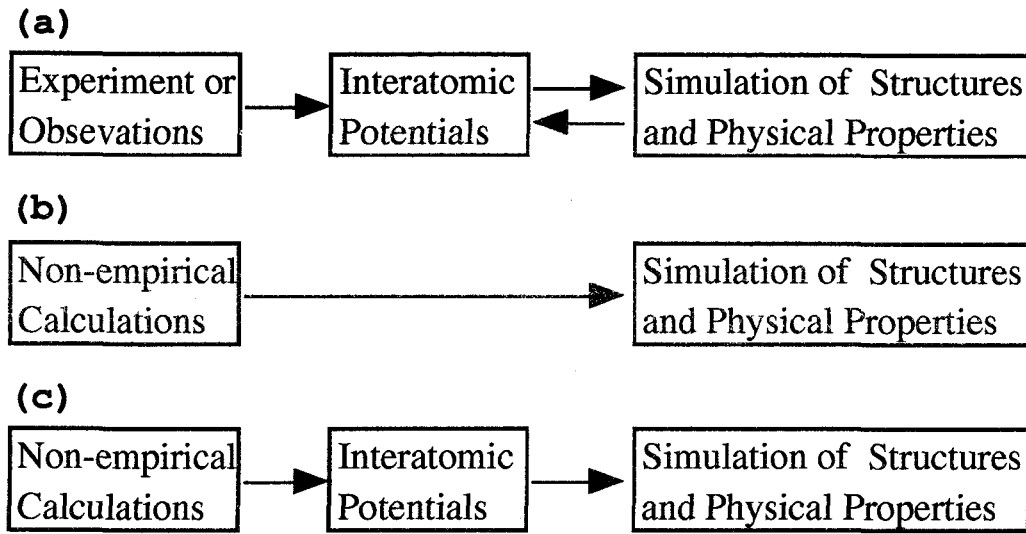 (a)
Experiment or
Obsevations
Interatomic
Potentials
Simulation of Structures
and Physical Properties
(b)
Non-empirical
Calculations
Simulation of Structures
and Physical Properties
(c)
Non-empirical
Calculations
Interatomic
Potentials
Simulation of Structures
and Physical Properties